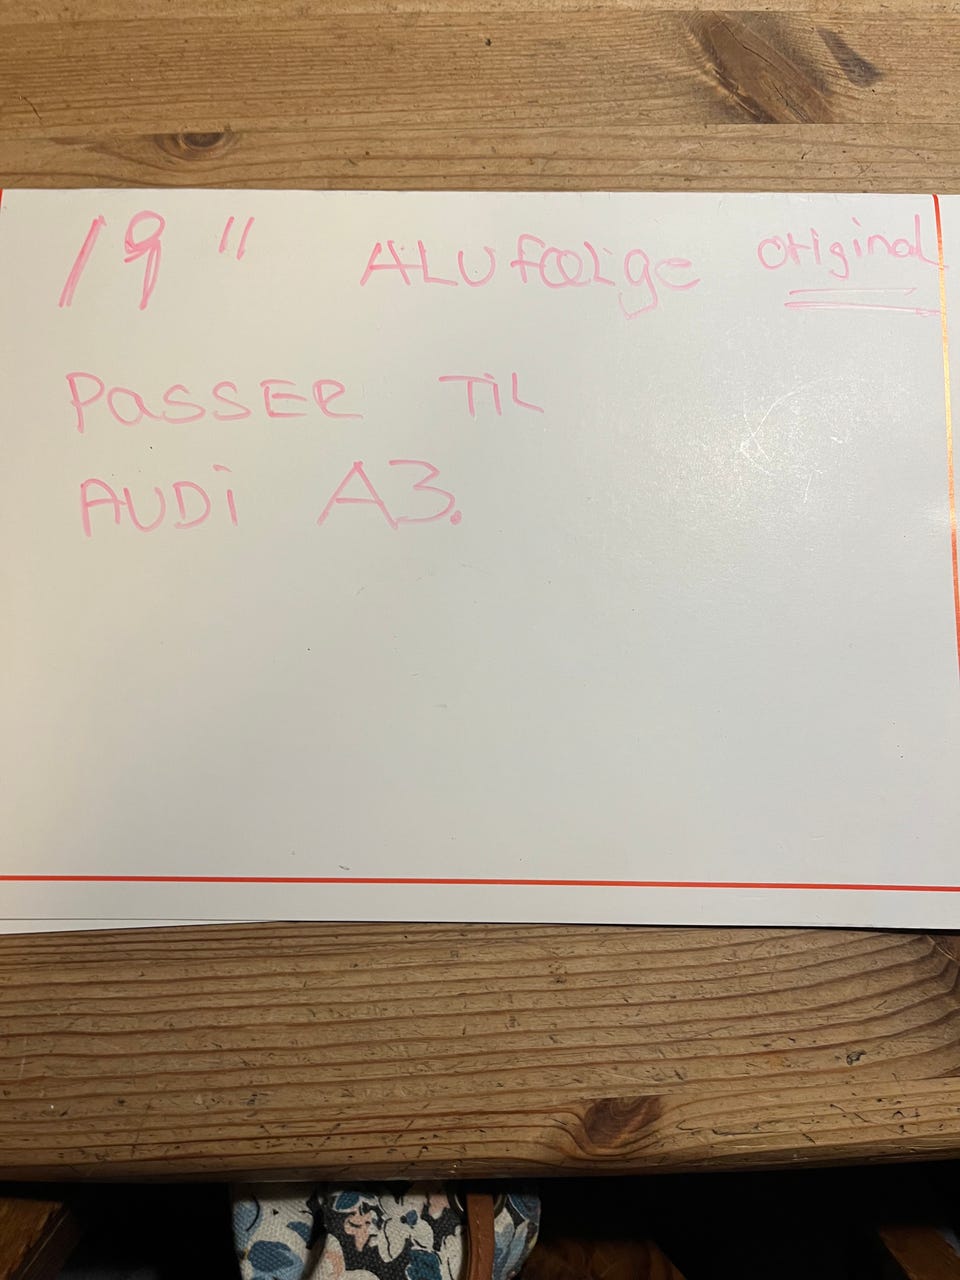 19" ALUfælge original
PASSER TiL
AUDi A3.